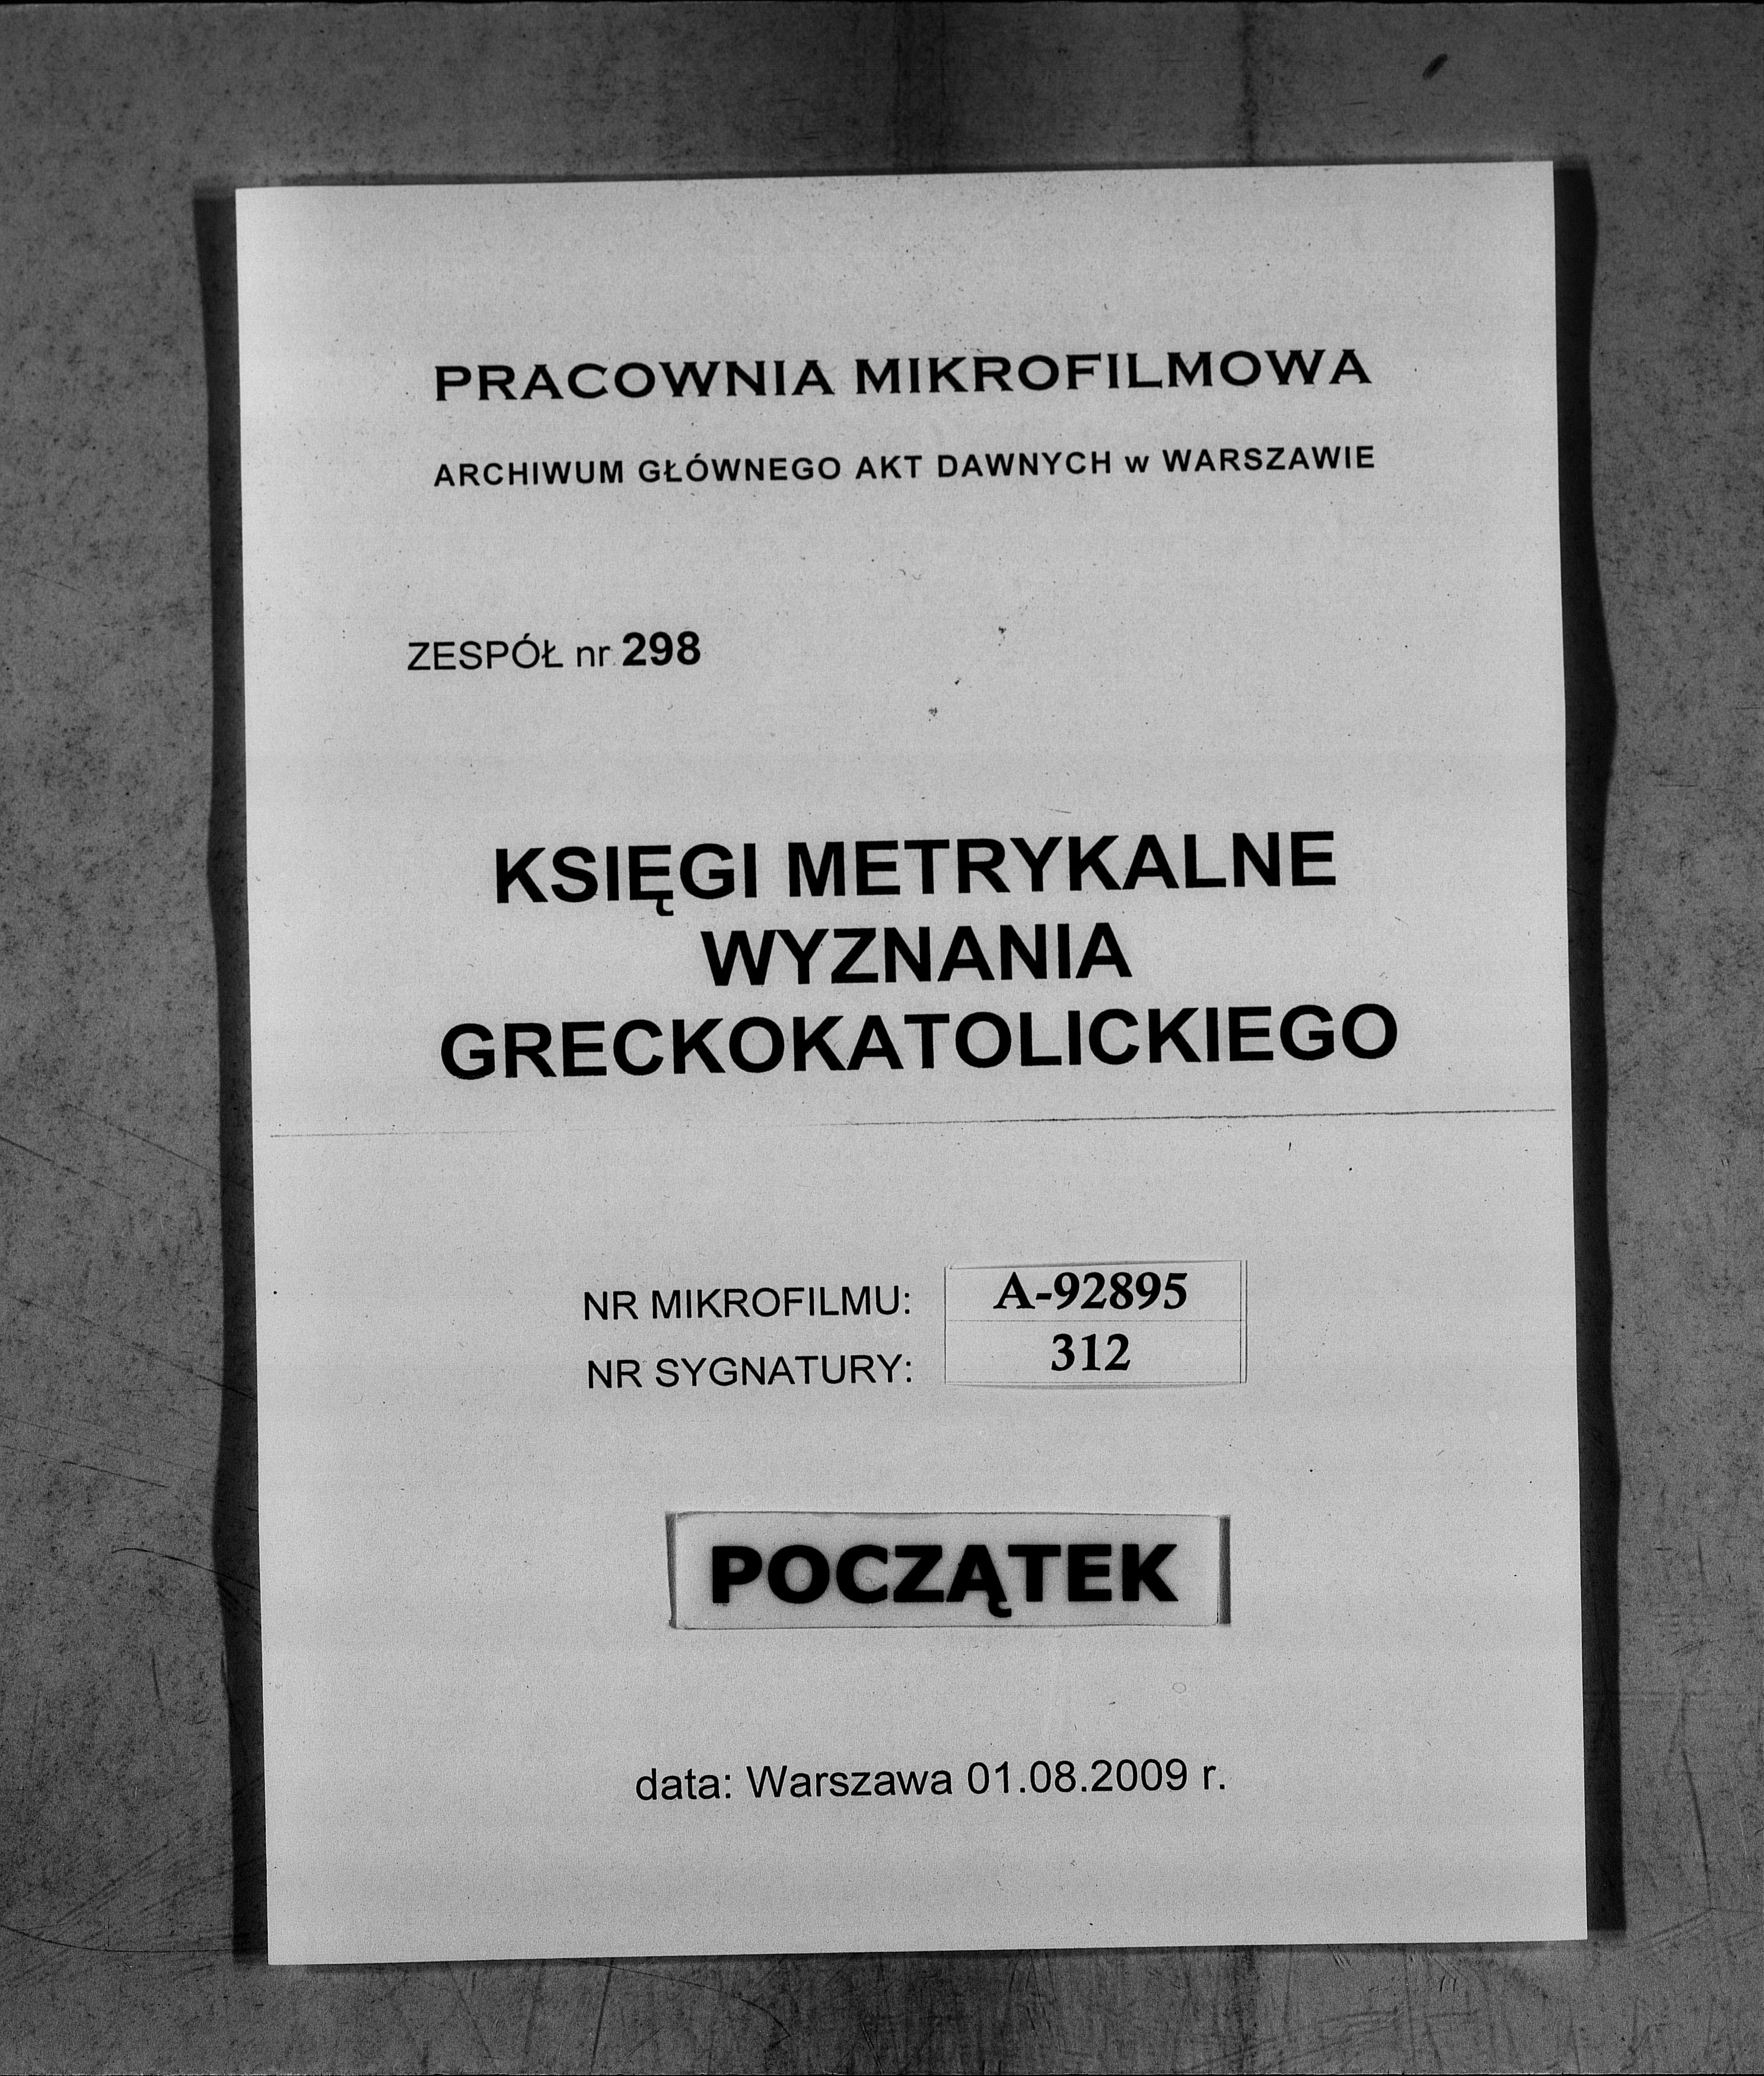 PRACOWNIA MIKROFILMOWA
ARCHIWUM GŁÓWNEGO AKT DAWNYCH w WARSZAWIE
ZESPÓŁ nr 298
KSIĘGI METRYKALNE
WYZNANIA
GRECKOKATOLICKIEGO
NR MIKROFILMU: A-92895
NR SYGNATURY: 312
POCZĄTEK
data: Warszawa 01.08.2009 r.